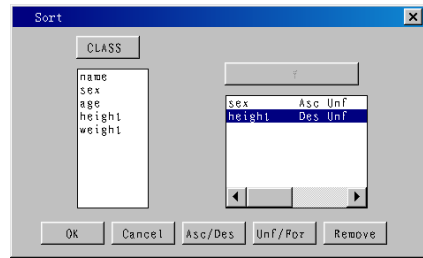 Sort
CLASS
name
sex
age
height
weight
Y
sex Asc Unf
height Des Unf
OK Cancel Asc/Des Unf/For Remove